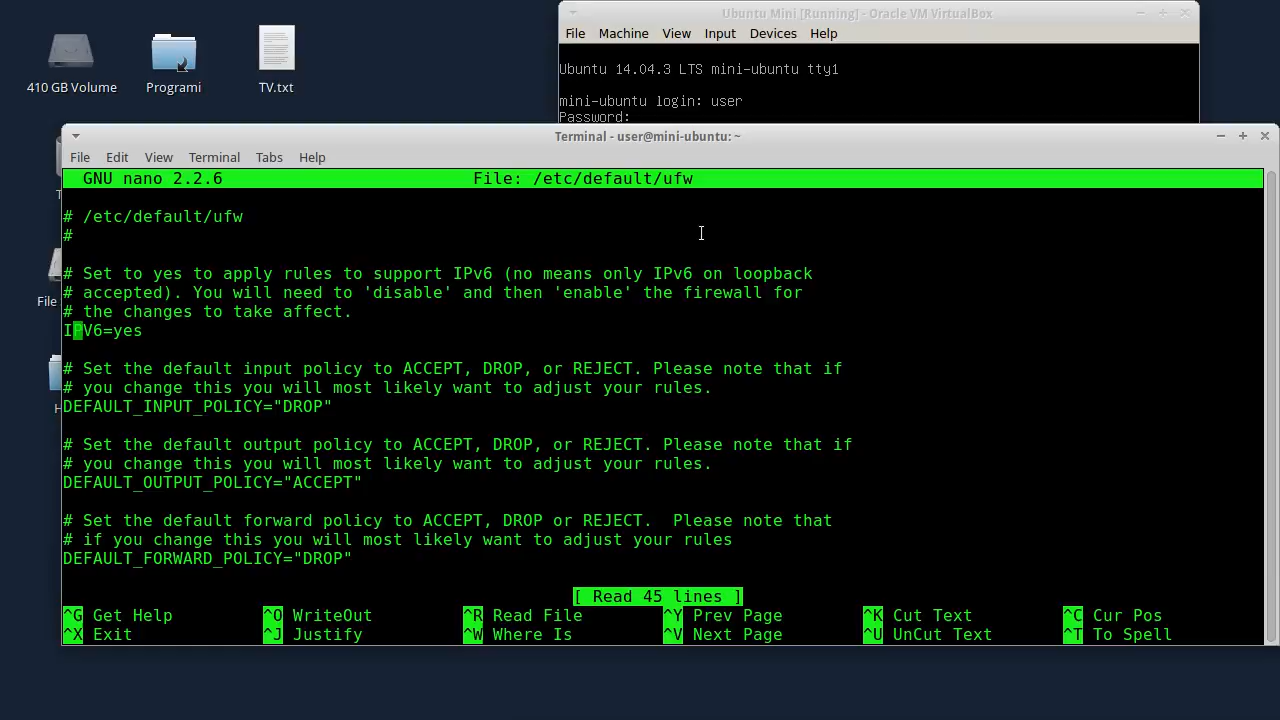 410 GB Volume
Programi
TV.txt
Ubuntu Mini [Running] - Oracle VM VirtualBox
File Machine View Input Devices Help
Ubuntu 14.04.3 LTS mini-ubuntu tty1
mini-ubuntu login: user
Password:
Terminal - user@mini-ubuntu: ~
File Edit View Terminal Tabs Help
GNU nano 2.2.6 File: /etc/default/ufw
# /etc/default/ufw
#
# Set to yes to apply rules to support IPv6 (no means only IPv6 on loopback
# accepted). You will need to 'disable' and then 'enable' the firewall for
# the changes to take affect.
IPV6=yes
# Set the default input policy to ACCEPT, DROP, or REJECT. Please note that if
# you change this you will most likely want to adjust your rules.
DEFAULT_INPUT_POLICY="DROP"
# Set the default output policy to ACCEPT, DROP, or REJECT. Please note that if
# you change this you will most likely want to adjust your rules.
DEFAULT_OUTPUT_POLICY="ACCEPT"
# Set the default forward policy to ACCEPT, DROP or REJECT.  Please note that
# if you change this you will most likely want to adjust your rules
DEFAULT_FORWARD_POLICY="DROP"
[ Read 45 lines ]
^G Get Help ^O WriteOut ^R Read File ^Y Prev Page ^K Cut Text ^C Cur Pos
^X Exit ^J Justify ^W Where Is ^V Next Page ^U UnCut Text ^T To Spell
File